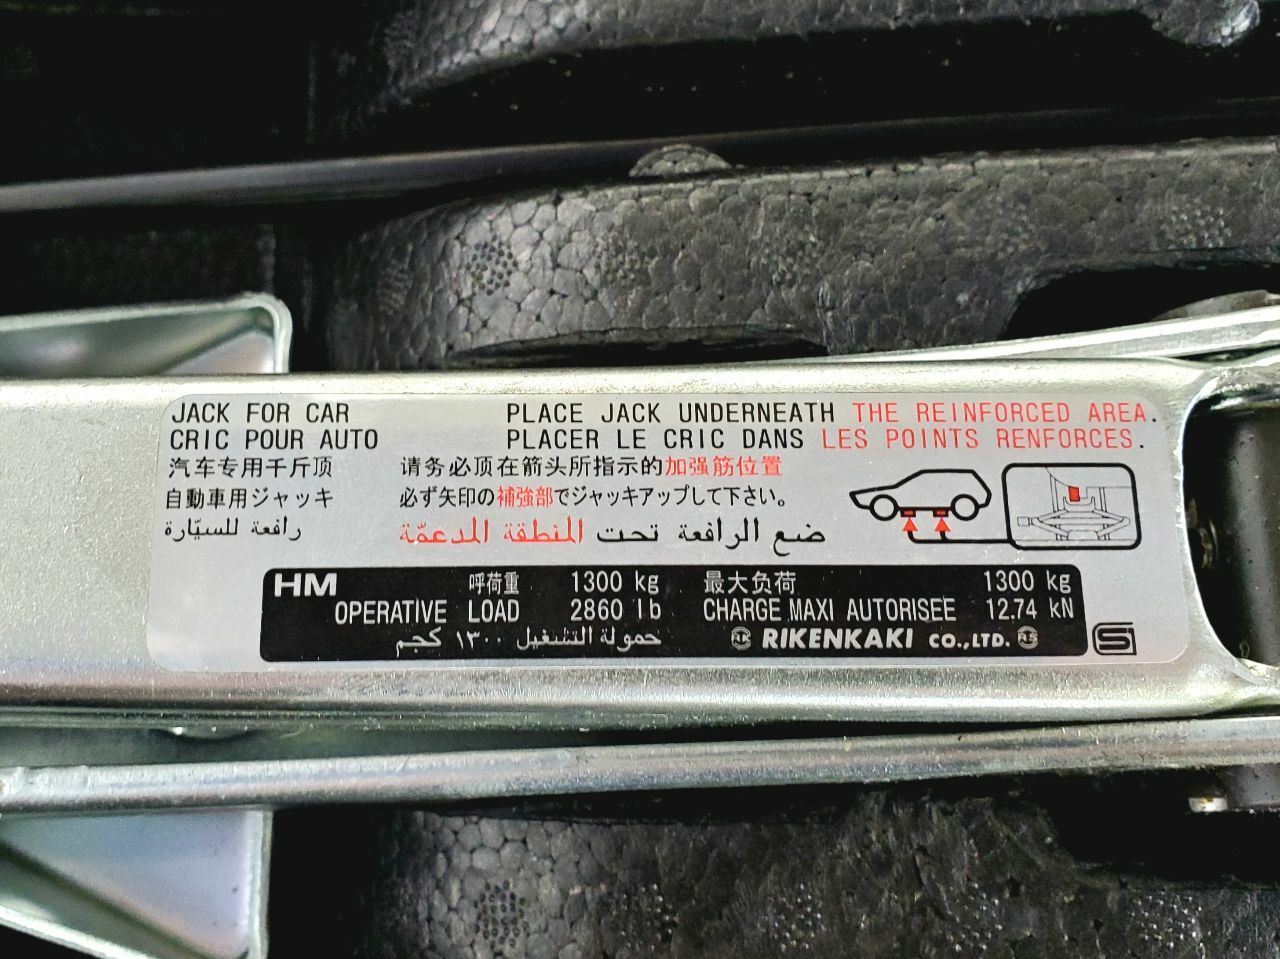 JACK FOR CAR PLACE JACK UNDERNEATH THE REINFORCED AREA.
CRIC POUR AUTO PLACER LE CRIC DANS LES POINTS RENFORCES.
汽车专用千斤顶 请务必顶在箭头所指示的加强筋位置
自動車用ジャッキ 必ず矢印の補強部でジャッキアップして下さい。
رافعة للسيّارة ضع الرافعة تحت المنطقة المدعمّة
HM 呼荷重 1300 kg 最大负荷 1300 kg
OPERATIVE LOAD 2860 lb CHARGE MAXI AUTORISEE 12.74 kN
حمولة التشغيل ١٣٠٠ كجم RIKENKAKI CO.,LTD.